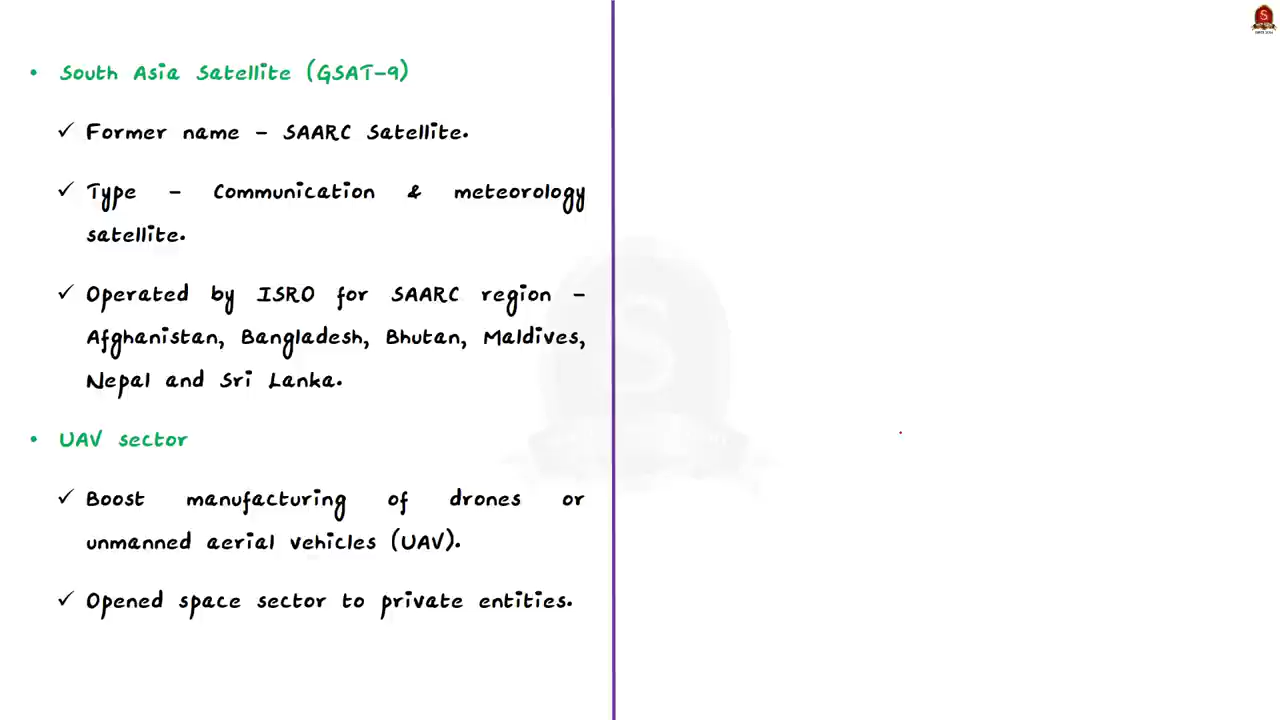 • South Asia Satellite (GSAT-9)
✓ Former name – SAARC Satellite.
✓ Type – Communication & meteorology
satellite.
✓ Operated by ISRO for SAARC region –
Afghanistan, Bangladesh, Bhutan, Maldives,
Nepal and Sri Lanka.
• UAV sector
✓ Boost manufacturing of drones or
unmanned aerial vehicles (UAV).
✓ Opened space sector to private entities.
S
S